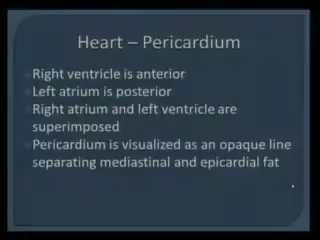 Heart – Pericardium
Right ventricle is anterior
Left atrium is posterior
Right atrium and left ventricle are
superimposed
Pericardium is visualized as an opaque line
separating mediastinal and epicardial fat